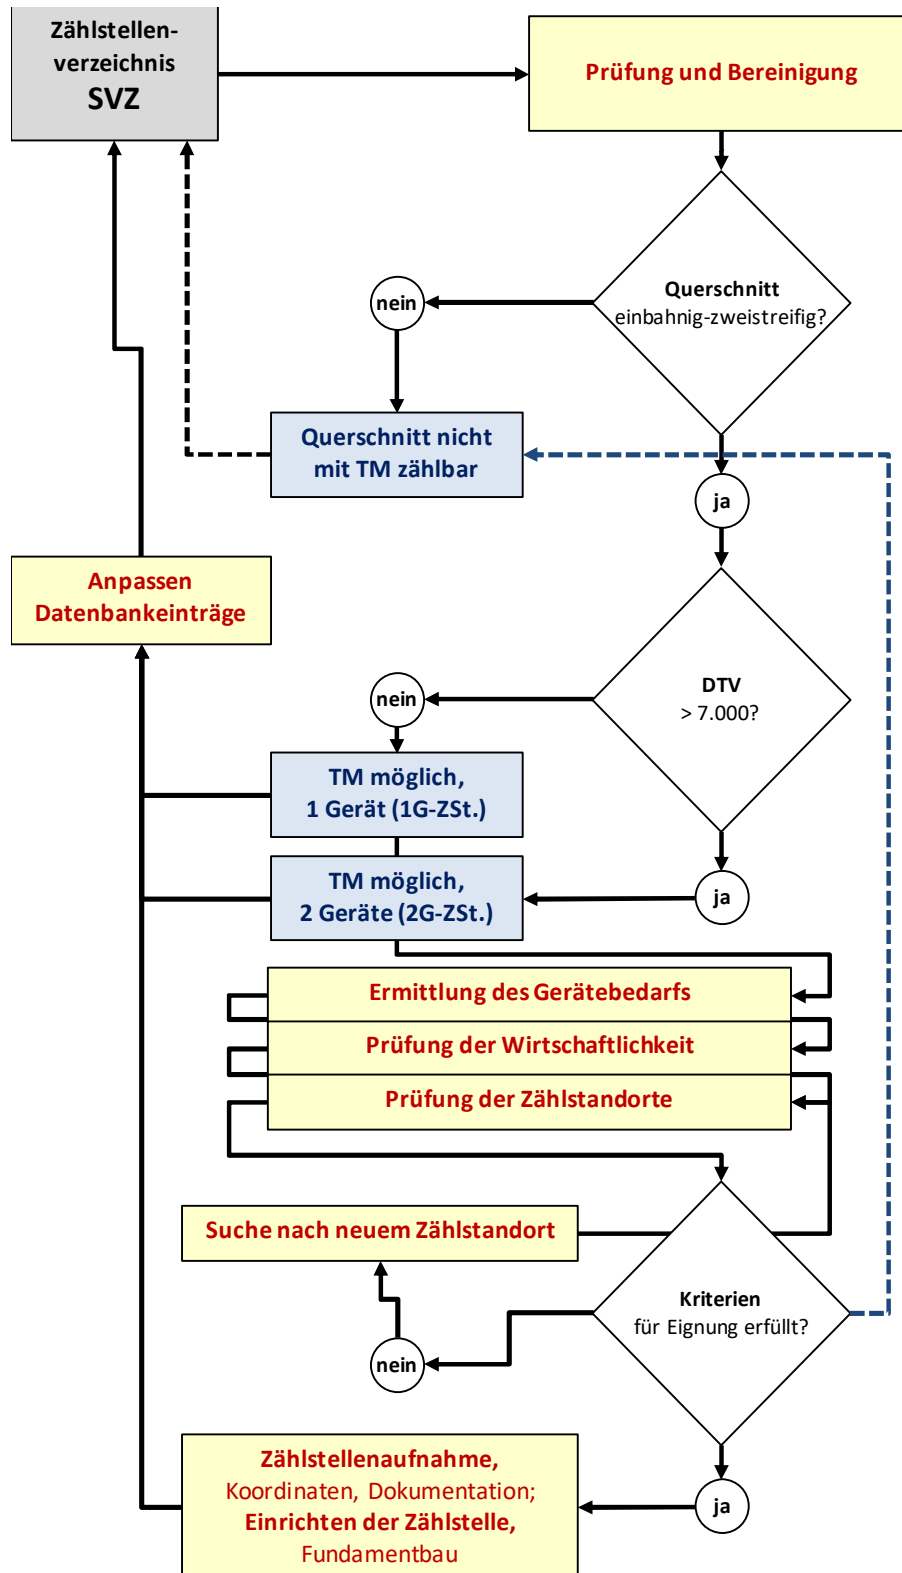 Zählstellen-
verzeichnis
SVZ
Prüfung und Bereinigung
Querschnitt
einbahnig-zweistreifig?
nein
Querschnitt nicht
mit TM zählbar
ja
Anpassen
Datenbankeinträge
DTV
> 7.000?
nein
TM möglich,
1 Gerät (1G-ZSt.)
TM möglich,
2 Geräte (2G-ZSt.)
ja
Ermittlung des Gerätebedarfs
Prüfung der Wirtschaftlichkeit
Prüfung der Zählstandorte
Suche nach neuem Zählstandort
Kriterien
für Eignung erfüllt?
nein
Zählstellenaufnahme,
Koordinaten, Dokumentation;
Einrichten der Zählstelle,
Fundamentbau
ja